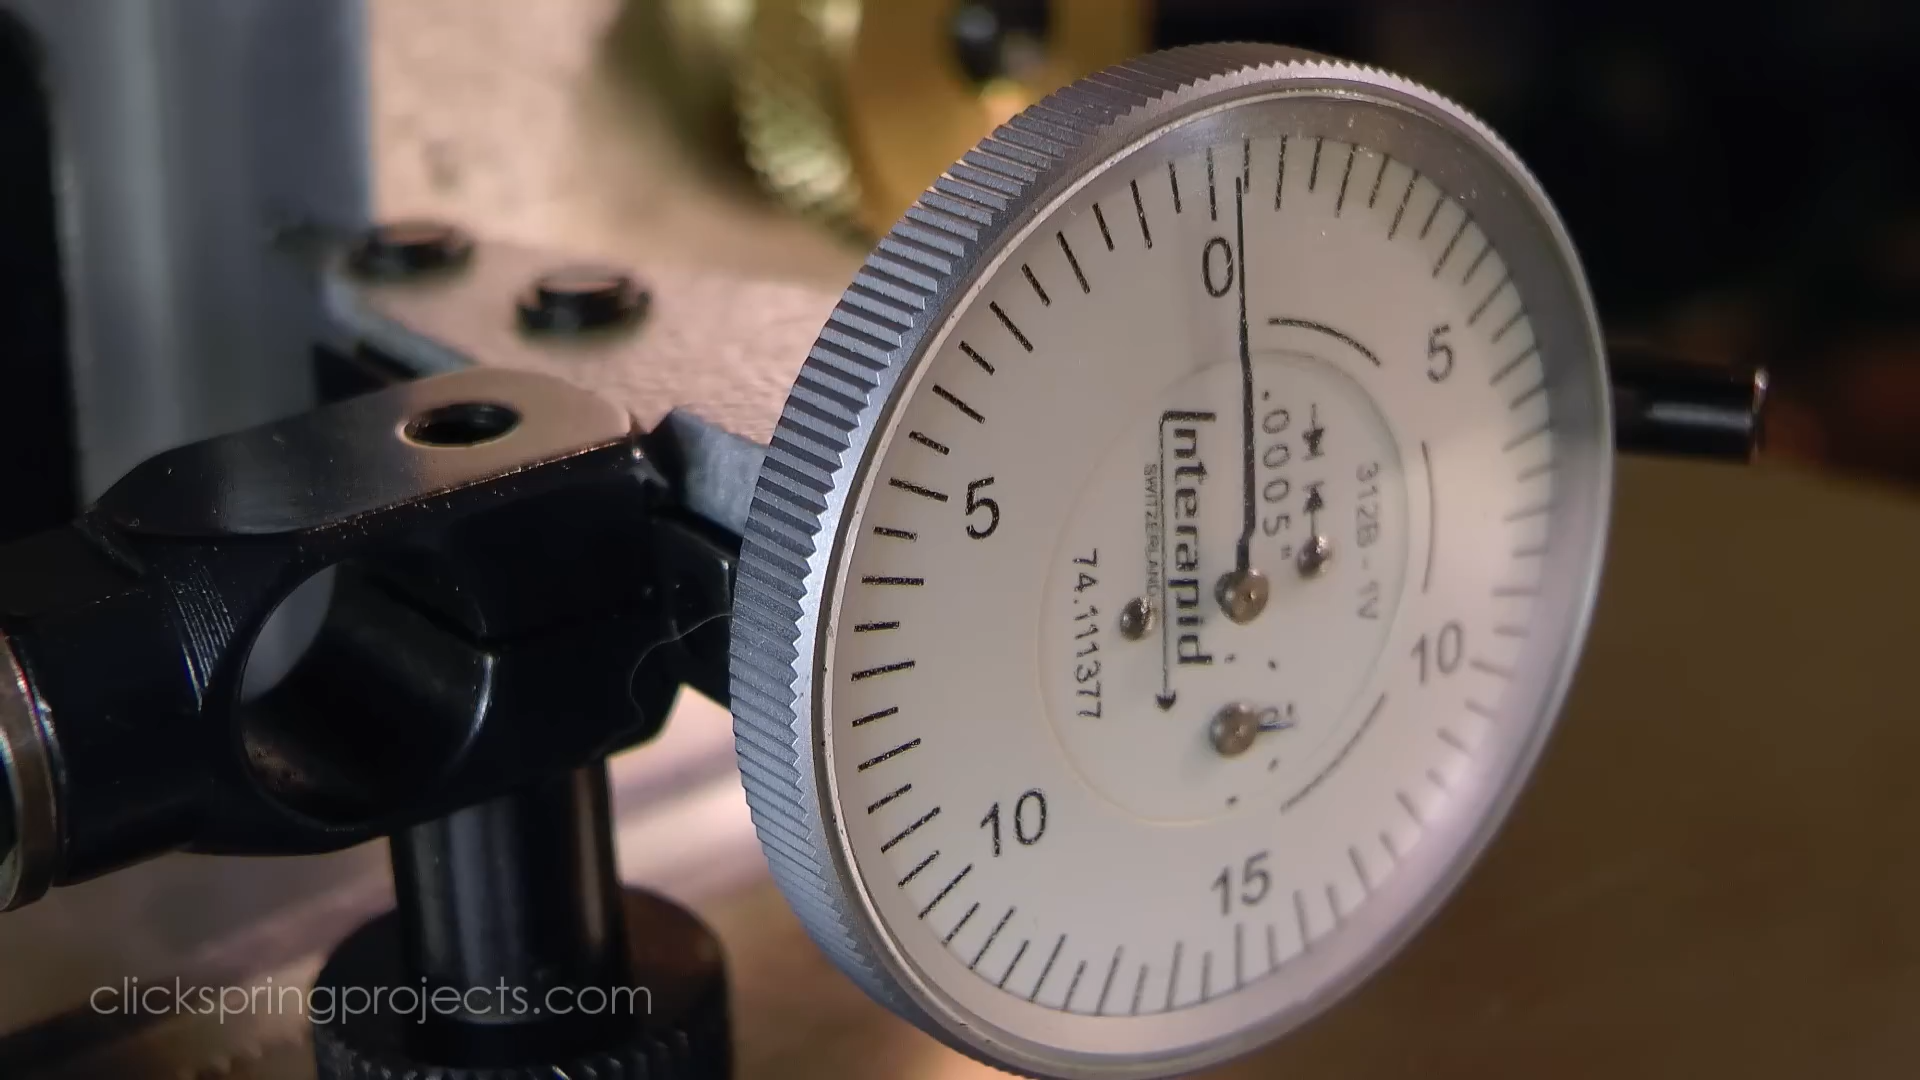 0
5
5
10
10
15
.0005"
312B-1V
Interapid
SWITZERLAND
74.111377
clickspringprojects.com